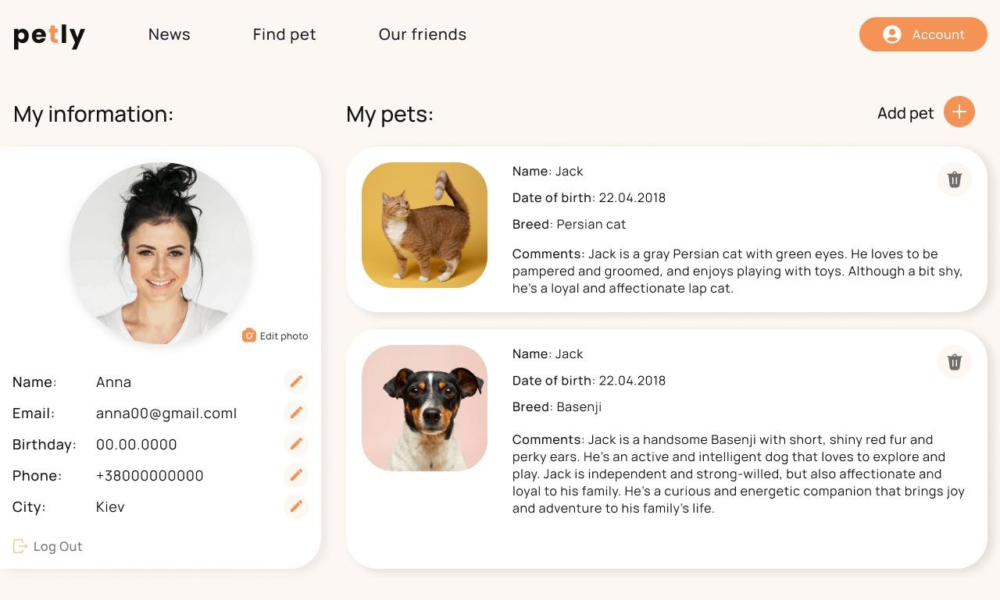 petly
News
Find pet
Our friends
Account
My information:
My pets:
Add pet
Edit photo
Name: Anna
Email: anna00@gmail.coml
Birthday: 00.00.0000
Phone: +38000000000
City: Kiev
Log Out
Name: Jack
Date of birth: 22.04.2018
Breed: Persian cat
Comments: Jack is a gray Persian cat with green eyes. He loves to be
pampered and groomed, and enjoys playing with toys. Although a bit shy,
he's a loyal and affectionate lap cat.
Name: Jack
Date of birth: 22.04.2018
Breed: Basenji
Comments: Jack is a handsome Basenji with short, shiny red fur and
perky ears. He's an active and intelligent dog that loves to explore and
play. Jack is independent and strong-willed, but also affectionate and
loyal to his family. He's a curious and energetic companion that brings joy
and adventure to his family's life.